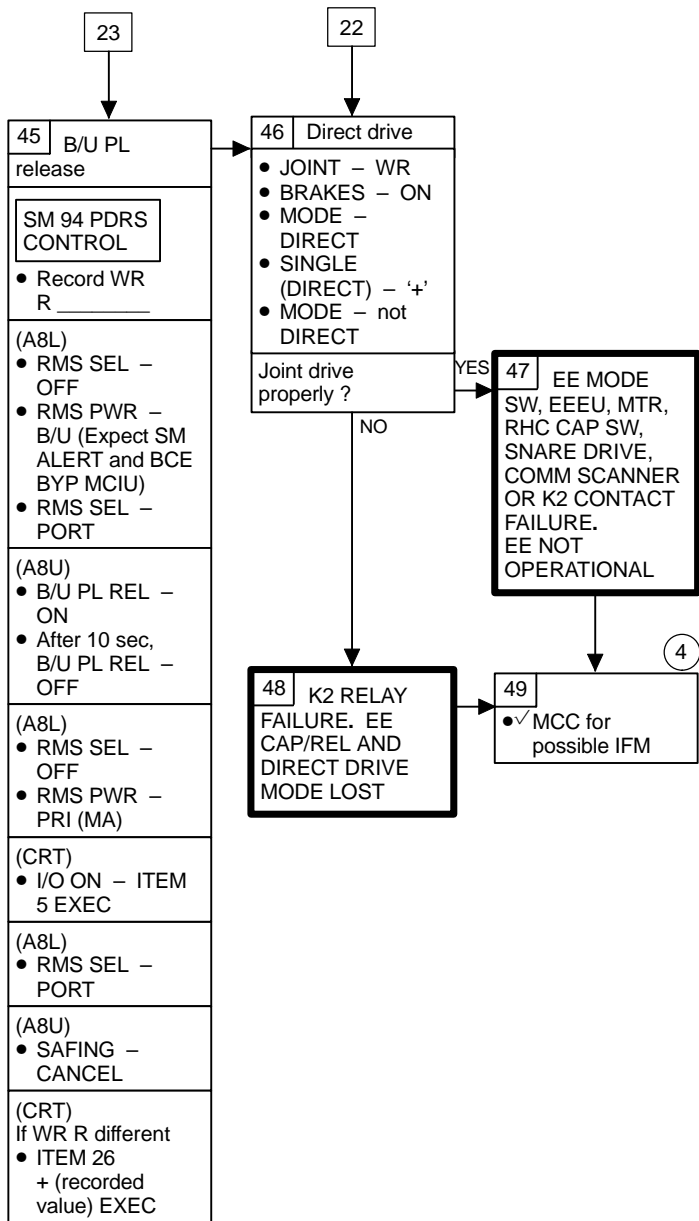 23
45 B/U PL
release
SM 94 PDRS
CONTROL
● Record WR
R ________
(A8L)
● RMS SEL –
OFF
● RMS PWR –
B/U (Expect SM
ALERT and BCE
BYP MCIU)
● RMS SEL –
PORT
(A8U)
● B/U PL REL –
ON
● After 10 sec,
B/U PL REL –
OFF
(A8L)
● RMS SEL –
OFF
● RMS PWR –
PRI (MA)
(CRT)
● I/O ON – ITEM
5 EXEC
(A8L)
● RMS SEL –
PORT
(A8U)
● SAFING –
CANCEL
(CRT)
If WR R different
● ITEM 26
+ (recorded
value) EXEC
22
46 Direct drive
● JOINT – WR
● BRAKES – ON
● MODE –
DIRECT
● SINGLE
(DIRECT) – ‘+’
● MODE – not
DIRECT
Joint drive
properly ?
YES
NO
47 EE MODE
SW, EEEU, MTR,
RHC CAP SW,
SNARE DRIVE,
COMM SCANNER
OR K2 CONTACT
FAILURE.
EE NOT
OPERATIONAL
48 K2 RELAY
FAILURE. EE
CAP/REL AND
DIRECT DRIVE
MODE LOST
4
49
●√ MCC for
possible IFM